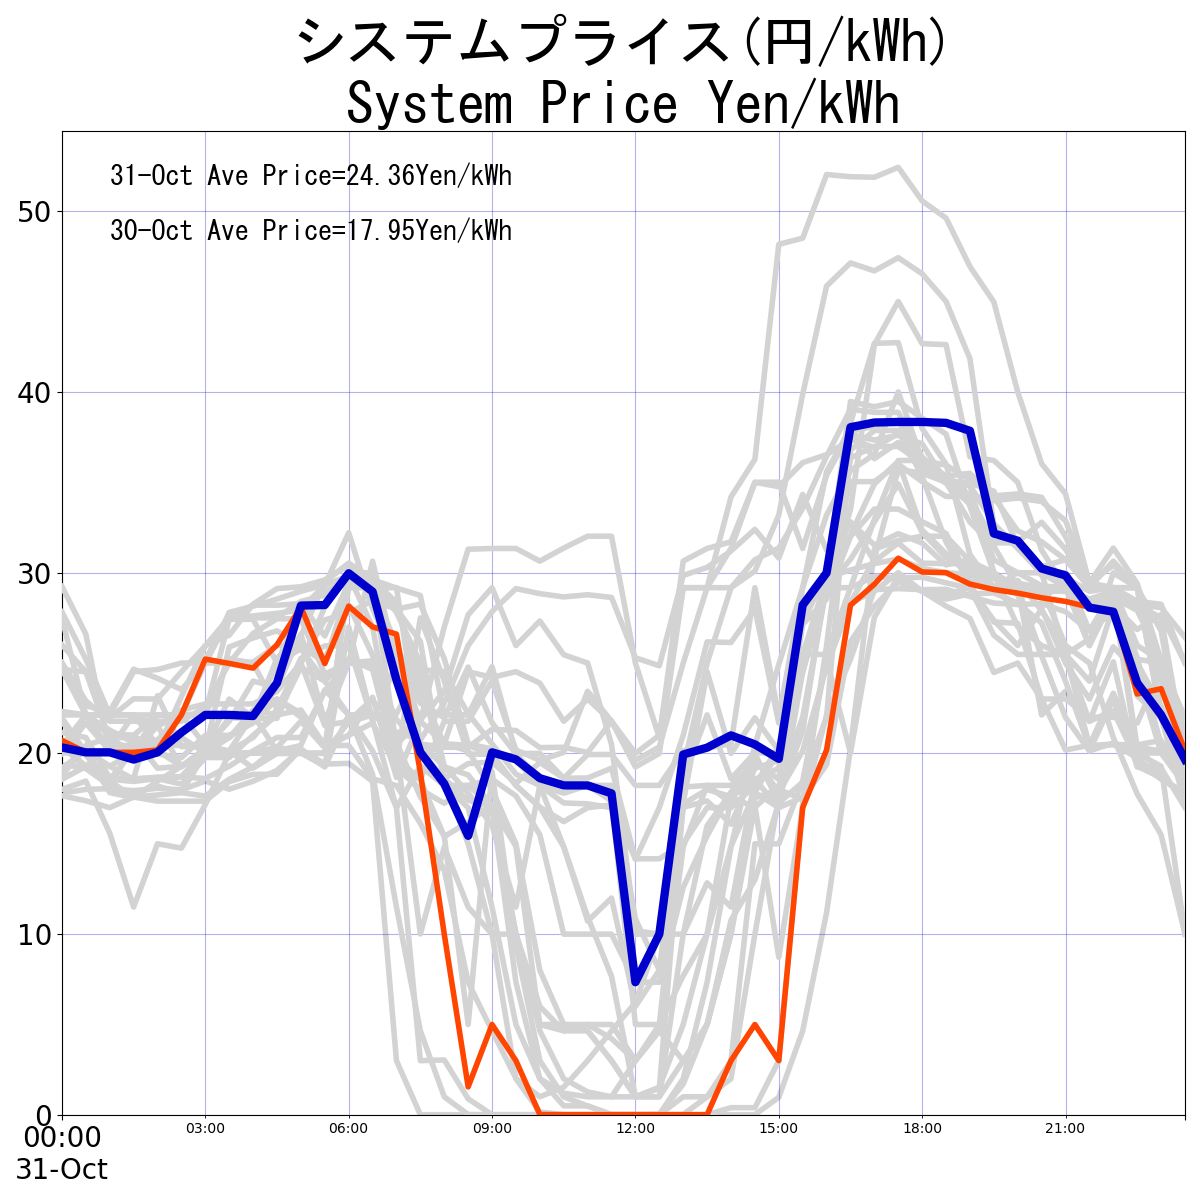 システムプライス(円/kWh)
System Price Yen/kWh
31-Oct Ave Price=24.36Yen/kWh
30-Oct Ave Price=17.95Yen/kWh
50
40
30
20
10
0
00:00 03:00 06:00 09:00 12:00 15:00 18:00 21:00
31-Oct